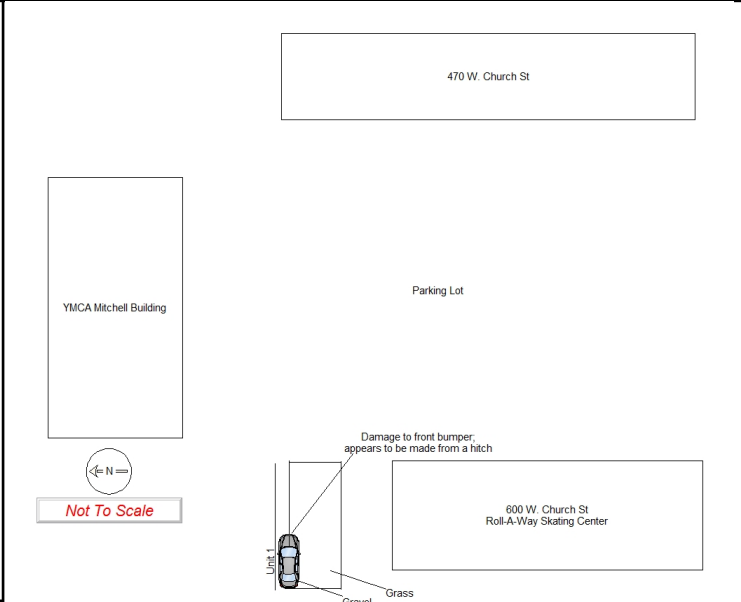 470 W. Church St
YMCA Mitchell Building
Parking Lot
Damage to front bumper;
appears to be made from a hitch
N
Not To Scale
600 W. Church St
Roll-A-Way Skating Center
Unit 1
Grass
Gravel